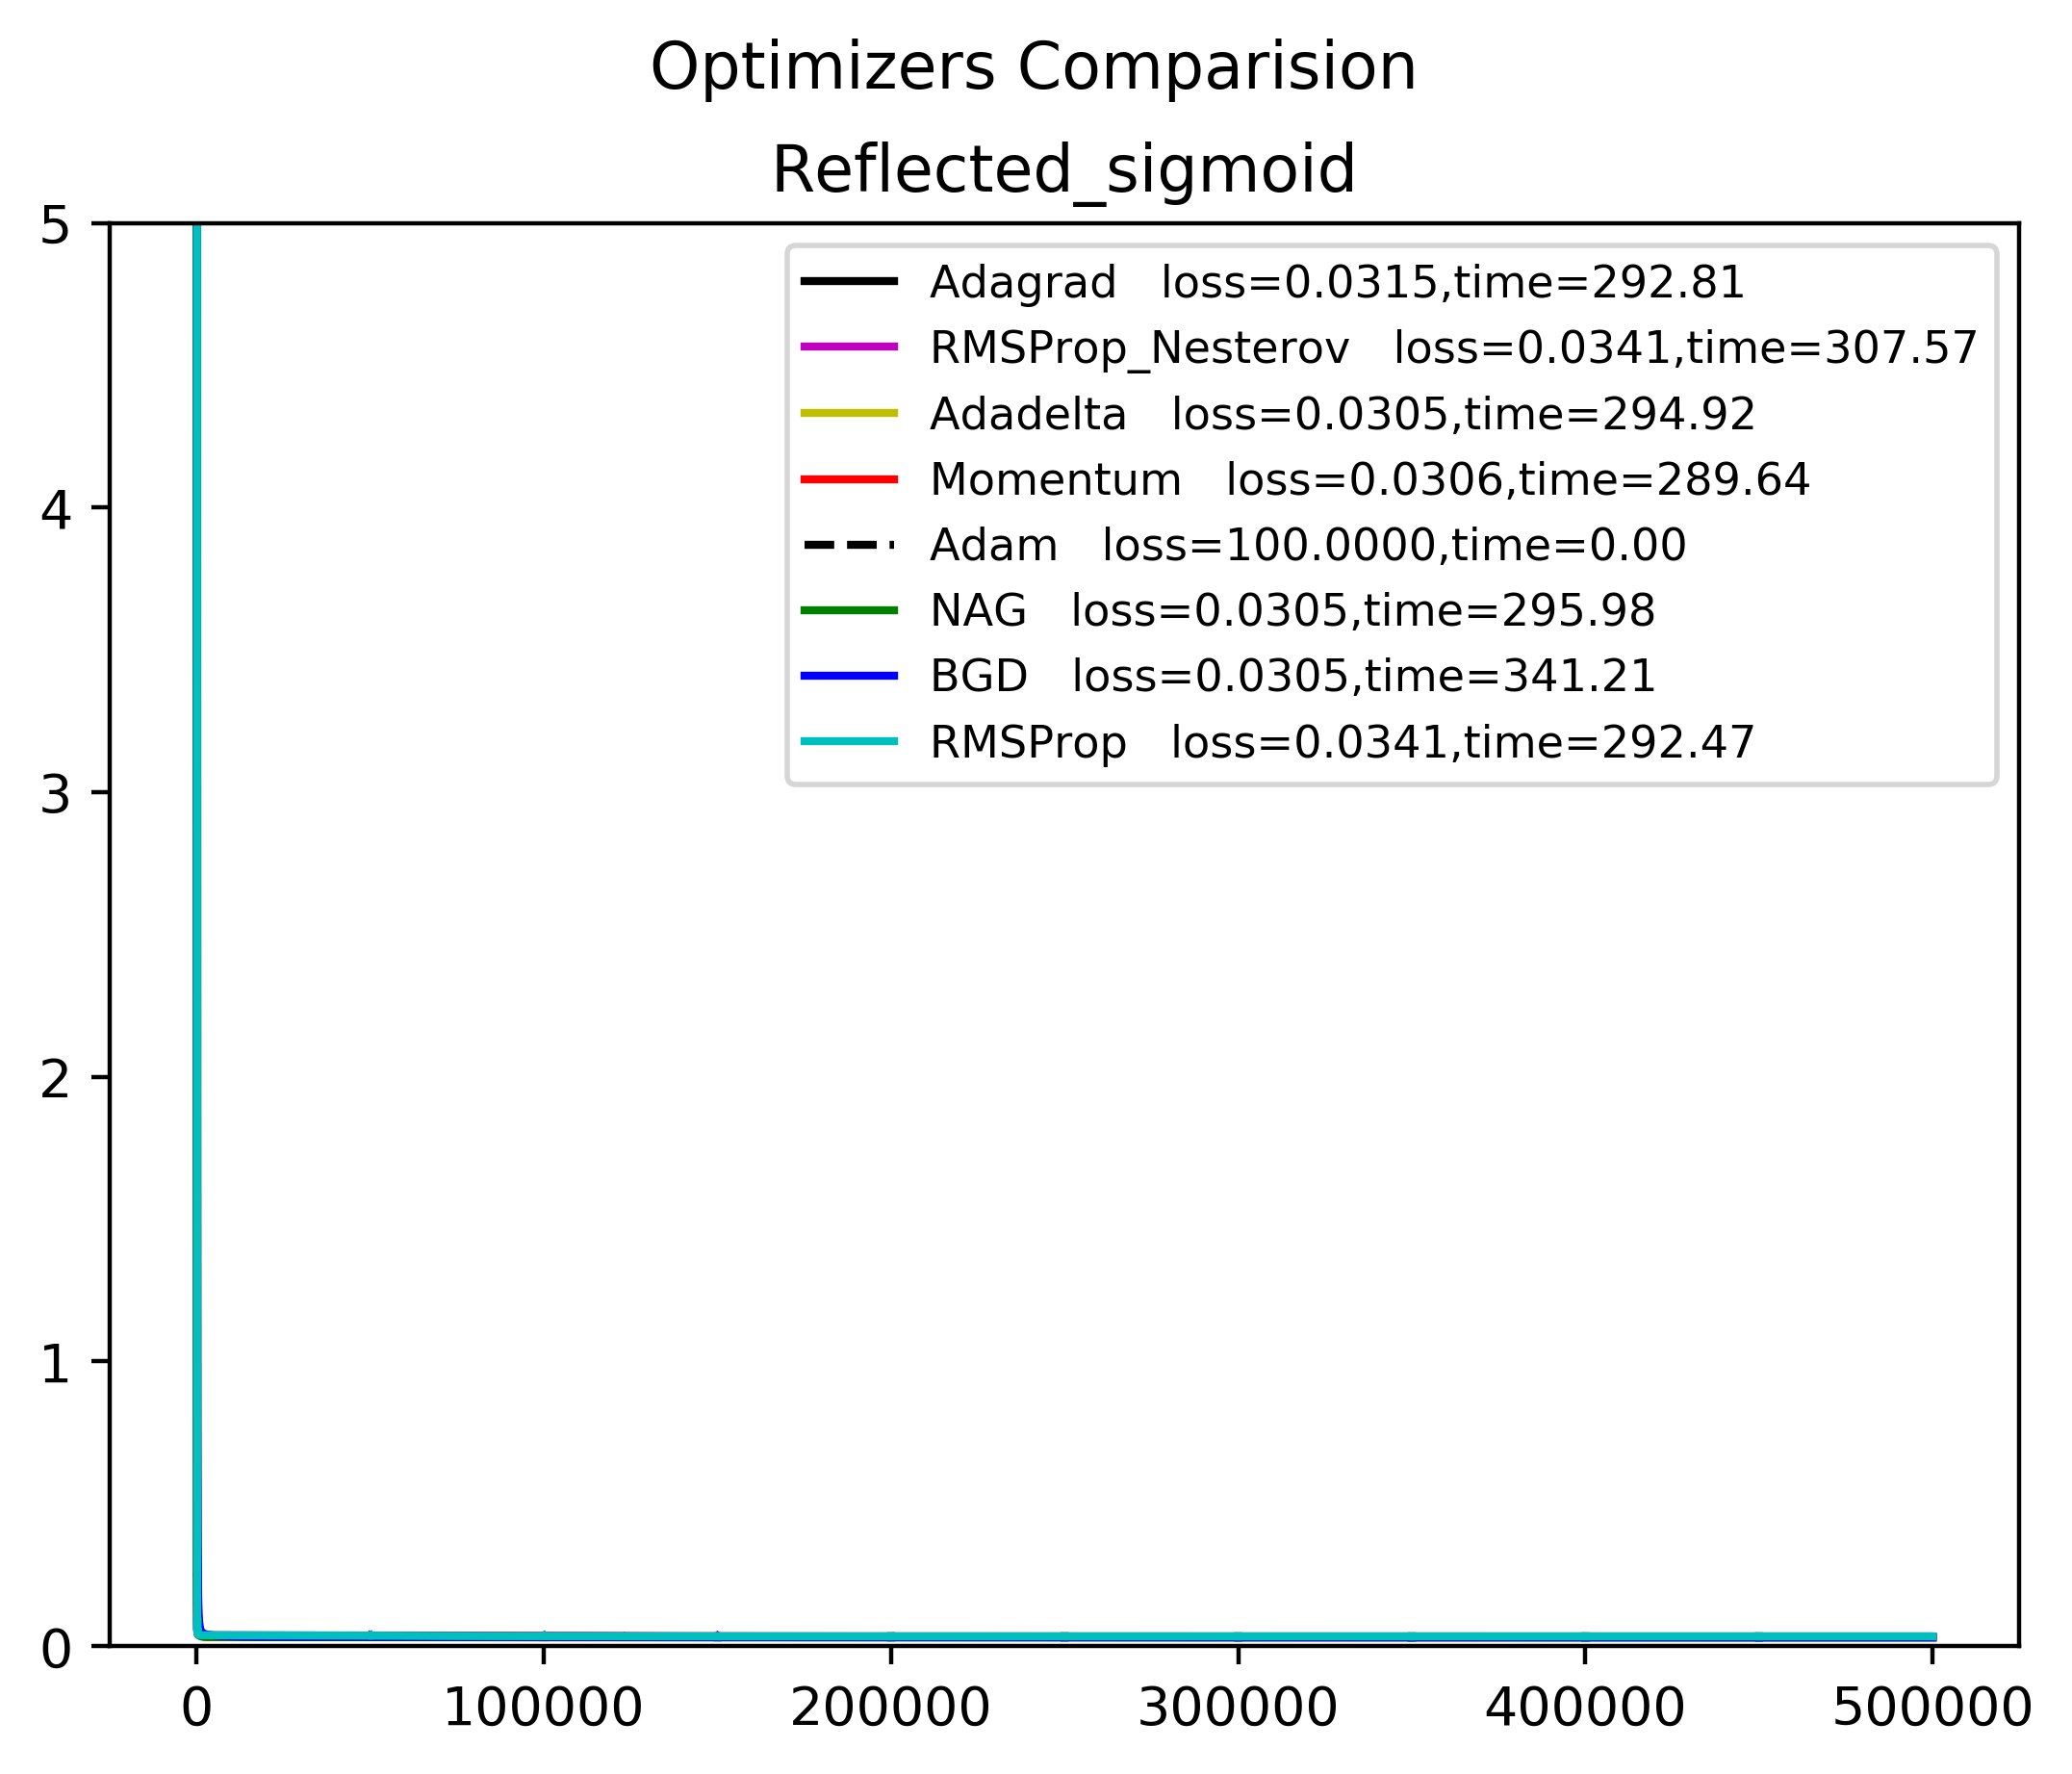 Optimizers Comparision
Reflected_sigmoid
5
4
3
2
1
0
Adagrad loss=0.0315,time=292.81
RMSProp_Nesterov loss=0.0341,time=307.57
Adadelta loss=0.0305,time=294.92
Momentum loss=0.0306,time=289.64
Adam loss=100.0000,time=0.00
NAG loss=0.0305,time=295.98
BGD loss=0.0305,time=341.21
RMSProp loss=0.0341,time=292.47
0 100000 200000 300000 400000 500000